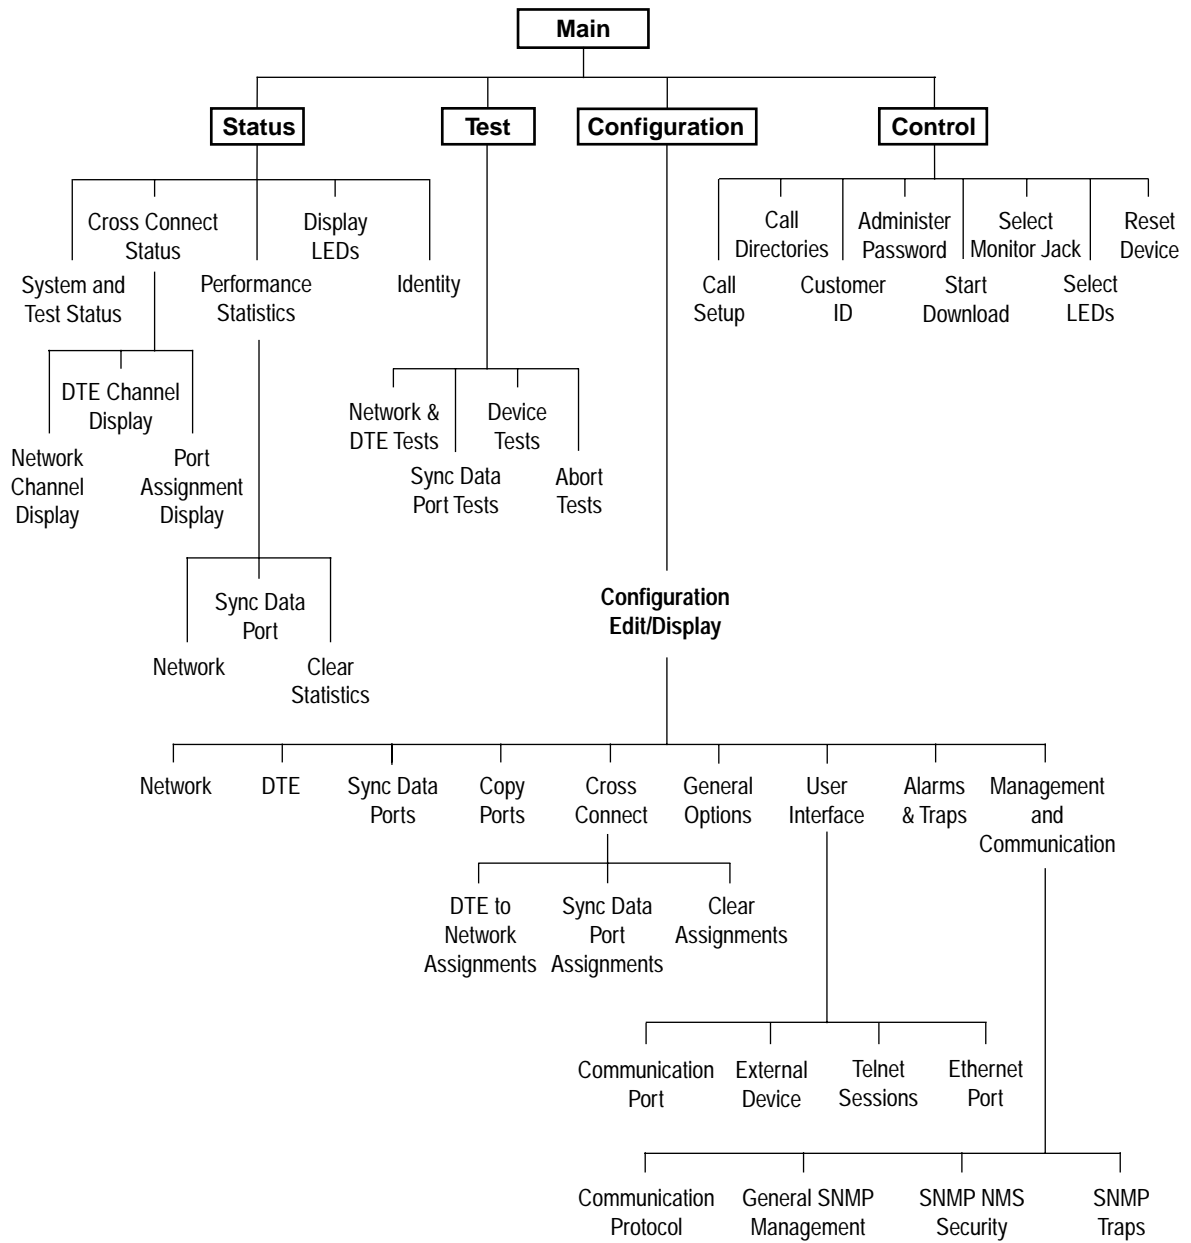 Main
Status
Test
Configuration
Control
Cross Connect
Status
Display
LEDs
System and
Test Status
Performance
Statistics
Identity
Call
Directories
Administer
Password
Select
Monitor Jack
Reset
Device
Call
Setup
Customer
ID
Start
Download
Select
LEDs
DTE Channel
Display
Network
Channel
Display
Port
Assignment
Display
Network &
DTE Tests
Device
Tests
Sync Data
Port Tests
Abort
Tests
Sync Data
Port
Network
Clear
Statistics
Configuration
Edit/Display
Network
DTE
Sync Data
Ports
Copy
Ports
Cross
Connect
General
Options
User
Interface
Alarms
& Traps
Management
and
Communication
DTE to
Network
Assignments
Sync Data
Port
Assignments
Clear
Assignments
Communication
Port
External
Device
Telnet
Sessions
Ethernet
Port
Communication
Protocol
General SNMP
Management
SNMP NMS
Security
SNMP
Traps